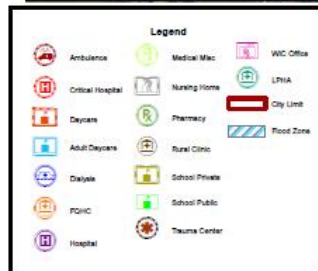 Legend
Ambulance
Critical Hospital
Daycare
Adult Daycare
Dialysis
FQHC
Hospital
Medical Misc
Nursing Home
Pharmacy
Rural Clinic
School Private
School Public
Trauma Center
WIC Office
LPHA
City Limit
Flood Zone